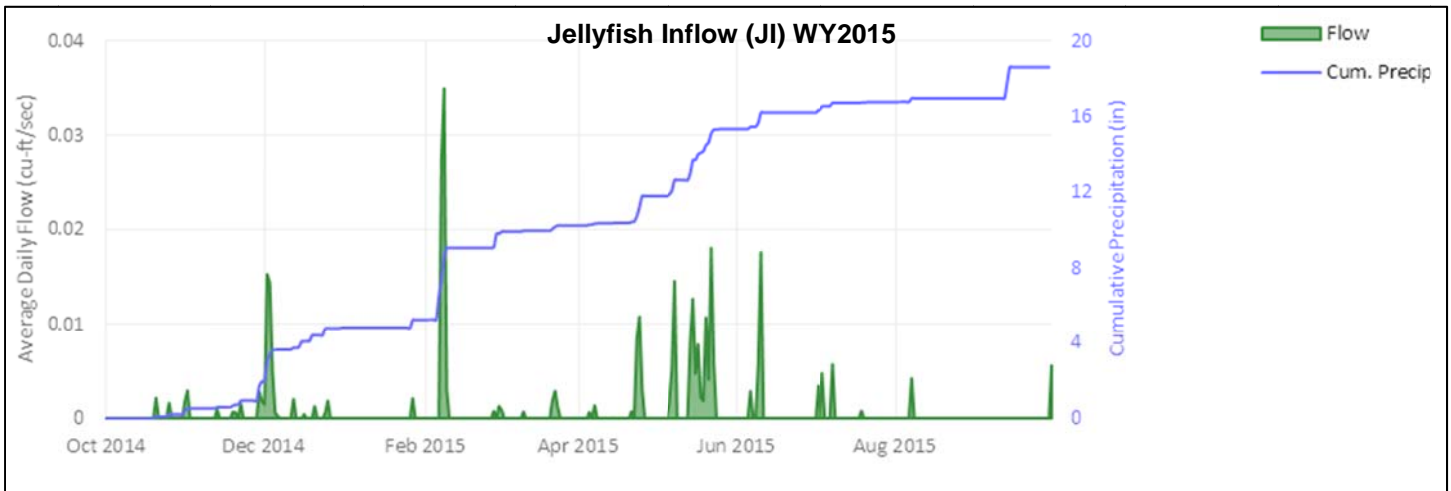 Jellyfish Inflow (JI) WY2015
Flow
Cum. Precip
Average Daily Flow (cu-ft/sec)
0.04
0.03
0.02
0.01
0
20
16
12
8
4
0
Cumulative Precipitation (in)
Oct 2014 Dec 2014 Feb 2015 Apr 2015 Jun 2015 Aug 2015